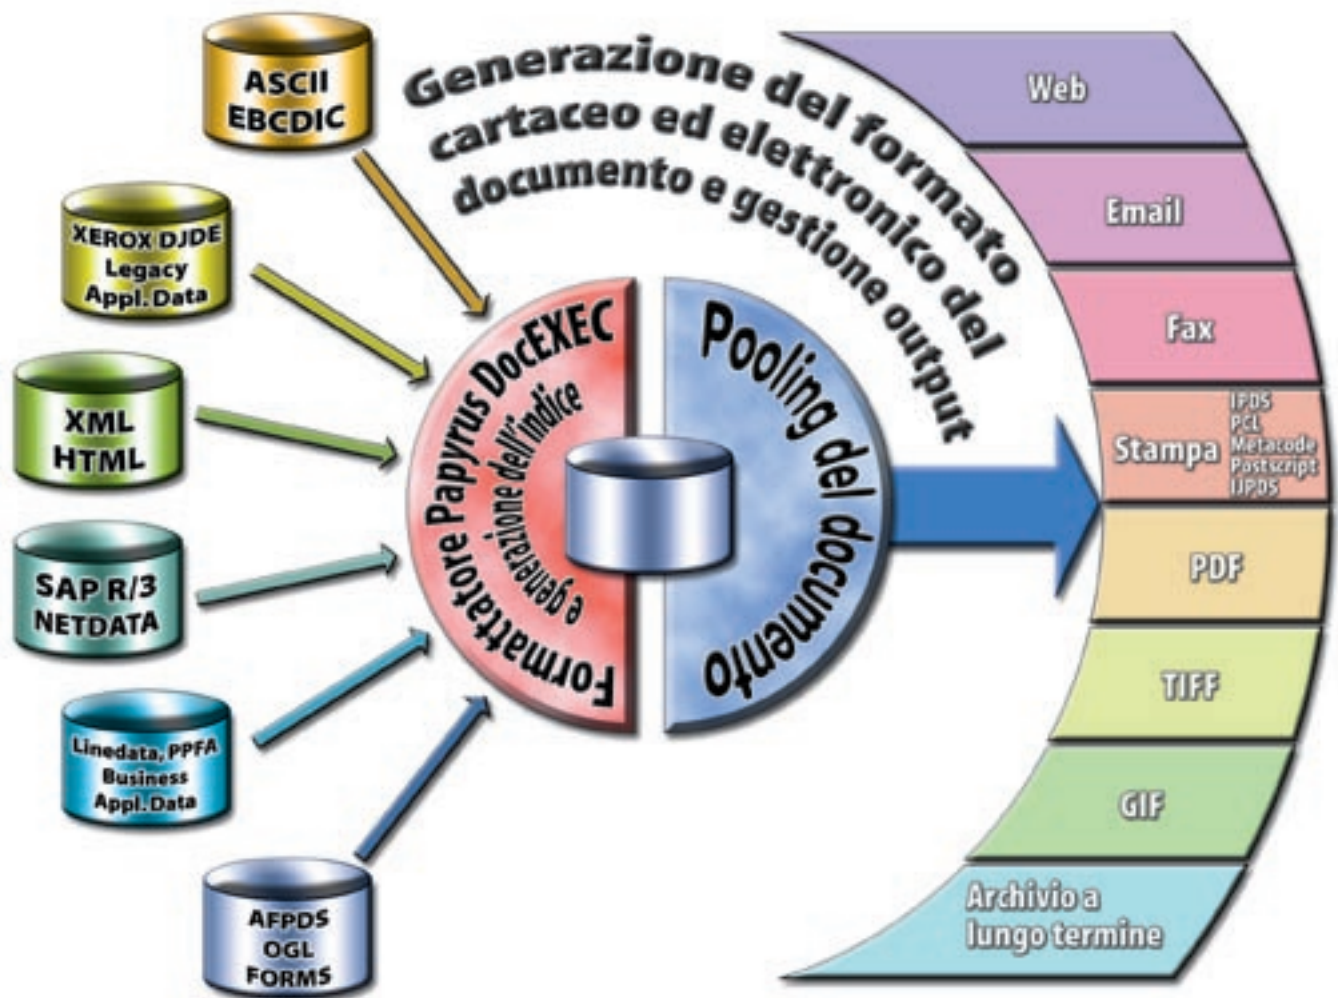 Generazione del formato
cartaceo ed elettronico del
documento e gestione output
ASCII
EBCDIC
XEROX DJDE
Legacy
Appl. Data
XML
HTML
SAP R/3
NETDATA
Linedata, PPFA
Business
Appl. Data
AFPDS
OGL
FORMS
Formattatore Papyrus DocEXEC
e generazione dell'indice
Pooling del documento
Web
Email
Fax
Stampa
IPDS
PCL
Metacode
Postscript
IJPDS
PDF
TIFF
GIF
Archivio a
lungo termine